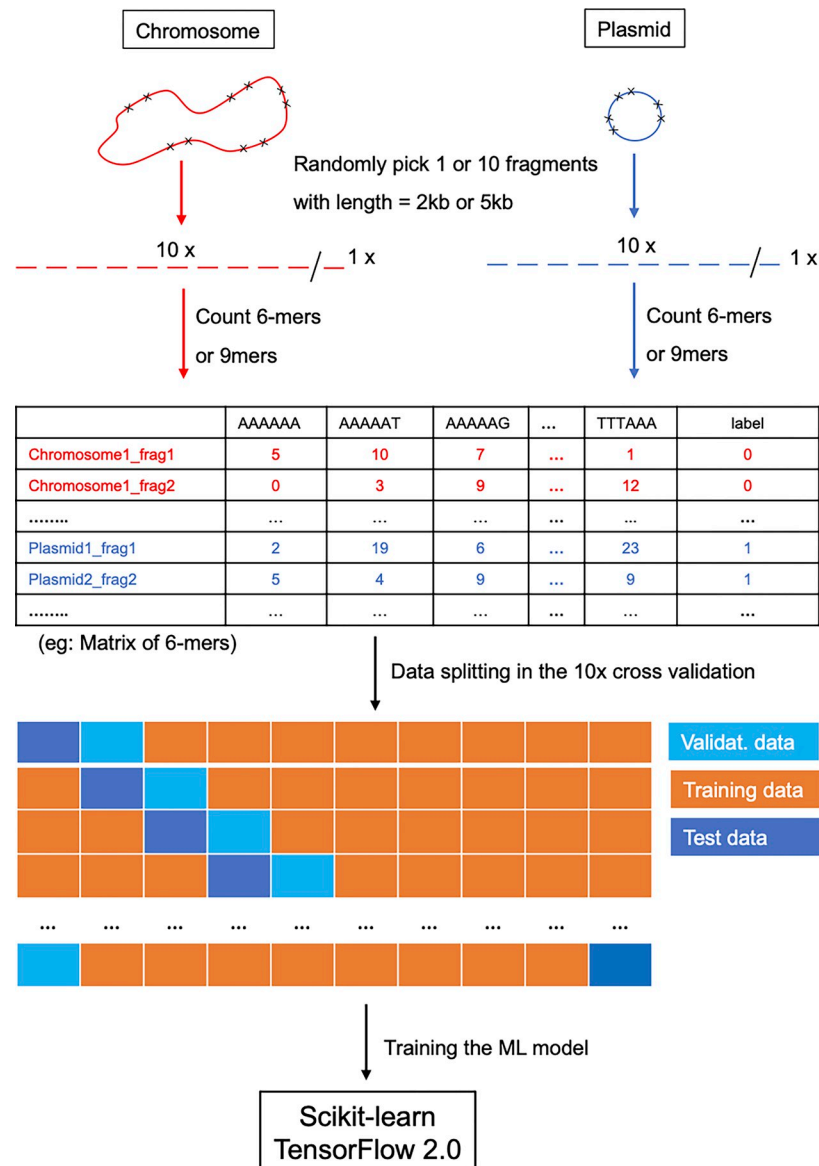 Chromosome
Plasmid
Randomly pick 1 or 10 fragments
with length = 2kb or 5kb
10 x
1 x
10 x
1 x
Count 6-mers
or 9mers
Count 6-mers
or 9mers
AAAAAA AAAAAT AAAAAG ... TTTAAA label
Chromosome1_frag1 5 10 7 ... 1 0
Chromosome1_frag2 0 3 9 ... 12 0
........ ... ... ... ... ... ...
Plasmid1_frag1 2 19 6 ... 23 1
Plasmid2_frag2 5 4 9 ... 9 1
........ ... ... ... ... ... ...
(eg: Matrix of 6-mers)
Data splitting in the 10x cross validation
Validat. data
Training data
Test data
... ... ... ... ... ... ... ... ... ...
Training the ML model
Scikit-learn
TensorFlow 2.0